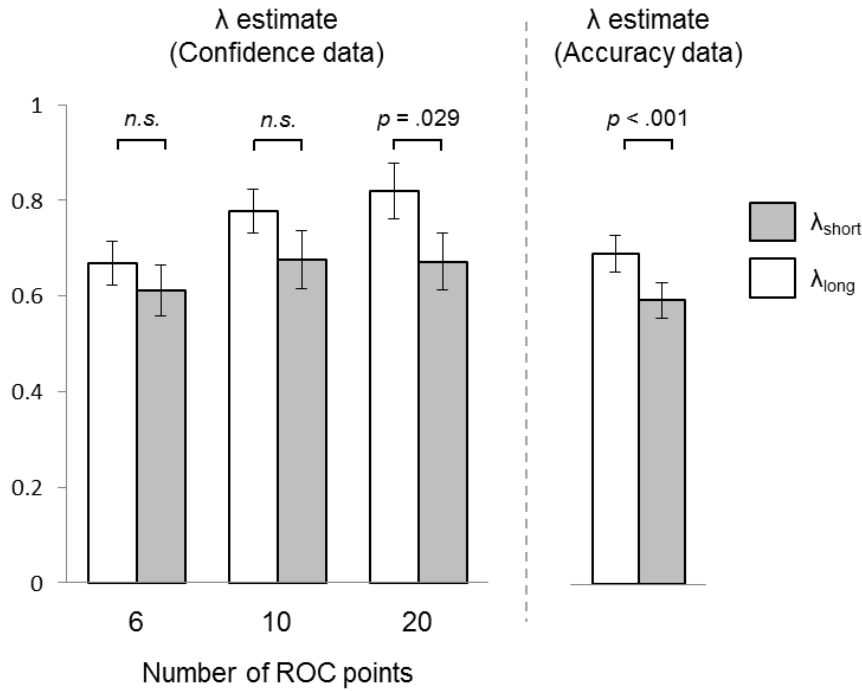 λ estimate
(Confidence data)
λ estimate
(Accuracy data)
1
0.8
0.6
0.4
0.2
0
n.s.
n.s.
p = .029
p < .001
λshort
λlong
6
10
20
Number of ROC points